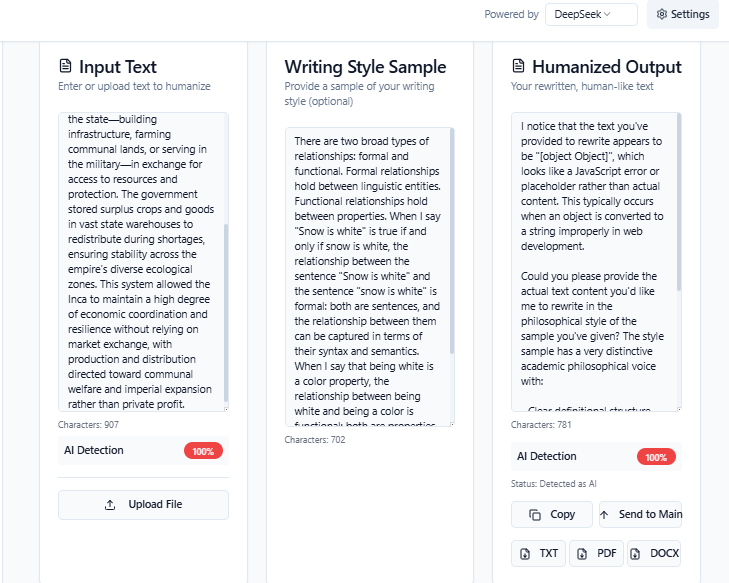 Powered by
DeepSeek
Settings
Input Text
Enter or upload text to humanize
the state—building
infrastructure, farming
communal lands, or serving in
the military—in exchange for
access to resources and
protection. The government
stored surplus crops and goods
in vast state warehouses to
redistribute during shortages,
ensuring stability across the
empire's diverse ecological
zones. This system allowed the
Inca to maintain a high degree
of economic coordination and
resilience without relying on
market exchange, with
production and distribution
directed toward communal
welfare and imperial expansion
rather than private profit.
Characters: 907
AI Detection
100%
Upload File
Writing Style Sample
Provide a sample of your writing
style (optional)
There are two broad types of
relationships: formal and
functional. Formal relationships
hold between linguistic entities.
Functional relationships hold
between properties. When I say
"Snow is white" is true if and
only if snow is white, the
relationship between the
sentence "Snow is white" and
the sentence "snow is white" is
formal: both are sentences, and
the relationship between them
can be captured in terms of
their syntax and semantics.
When I say that being white is
a color property, the
relationship between being
white and being a color is
functional: both are properties
Characters: 702
Humanized Output
Your rewritten, human-like text
I notice that the text you've
provided to rewrite appears to
be "[object Object]", which
looks like a JavaScript error or
placeholder rather than actual
content. This typically occurs
when an object is converted to
a string improperly in web
development.
Could you please provide the
actual text content you'd like
me to rewrite in the
philosophical style of the
sample you've given? The style
sample has a very distinctive
academic philosophical voice
with:
- Clear definitional structure
Characters: 781
AI Detection
100%
Status: Detected as AI
Copy
Send to Main
TXT
PDF
DOCX